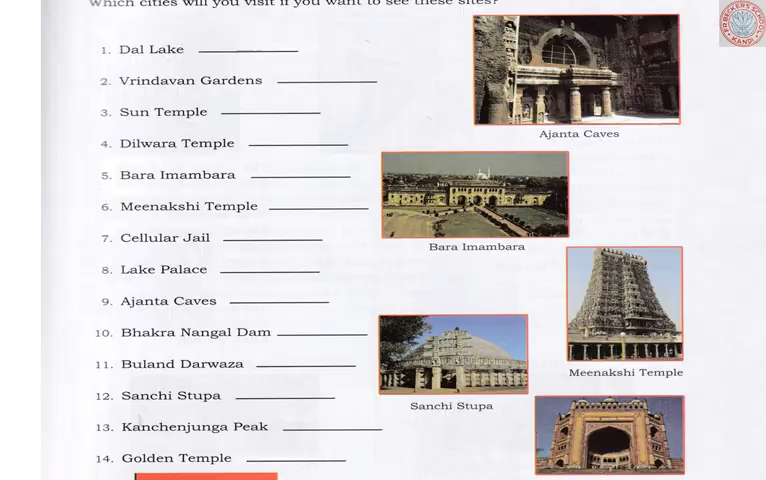 Which cities will you visit if you want to see these sites?
1. Dal Lake
2. Vrindavan Gardens
3. Sun Temple
4. Dilwara Temple
5. Bara Imambara
6. Meenakshi Temple
7. Cellular Jail
8. Lake Palace
9. Ajanta Caves
10. Bhakra Nangal Dam
11. Buland Darwaza
12. Sanchi Stupa
13. Kanchenjunga Peak
14. Golden Temple
Ajanta Caves
Bara Imambara
Meenakshi Temple
Sanchi Stupa